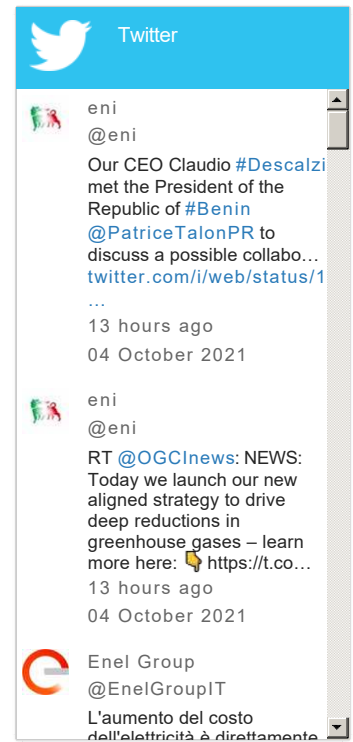 Twitter
eni
@eni
Our CEO Claudio #Descalzi
met the President of the
Republic of #Benin
@PatriceTalonPR to
discuss a possible collabo…
twitter.com/i/web/status/1
…
13 hours ago
04 October 2021
eni
@eni
RT @OGCInews: NEWS:
Today we launch our new
aligned strategy to drive
deep reductions in
greenhouse gases – learn
more here: 👇 https://t.co…
13 hours ago
04 October 2021
Enel Group
@EnelGroupIT
L'aumento del costo
dell'elettricità è direttamente